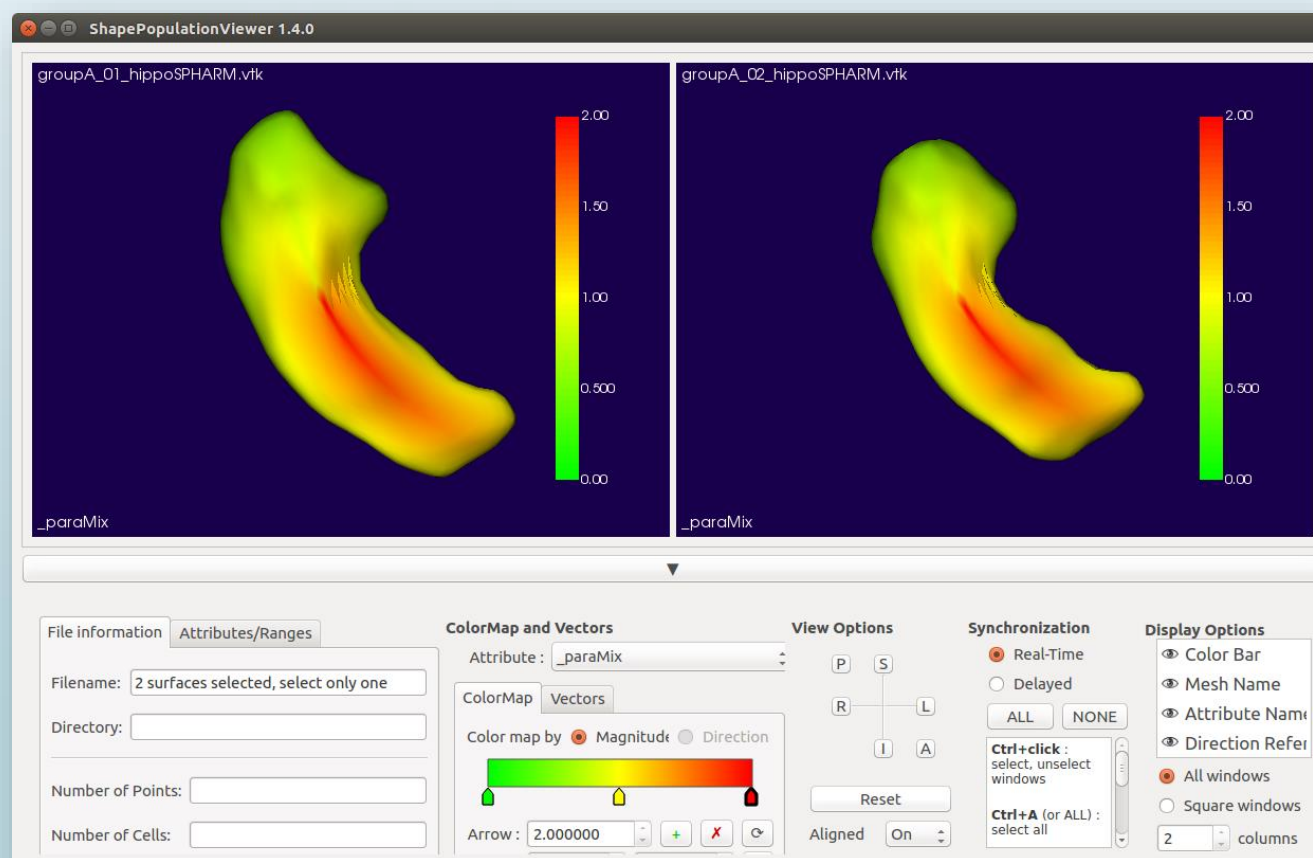 ShapePopulationViewer 1.4.0
groupA_01_hippoSPHARM.vtk
2.00
1.50
1.00
0.500
0.00
_paraMix
groupA_02_hippoSPHARM.vtk
2.00
1.50
1.00
0.500
0.00
_paraMix
File information
Attributes/Ranges
Filename: 2 surfaces selected, select only one
Directory:
Number of Points:
Number of Cells:
ColorMap and Vectors
Attribute : _paraMix
ColorMap
Vectors
Color map by Magnitude Direction
Arrow : 2.000000 + ✗ ⟳
View Options
P S
R L
I A
Reset
Aligned On
Synchronization
Real-Time
Delayed
ALL NONE
Ctrl+click :
select, unselect
windows
Ctrl+A (or ALL) :
select all
Display Options
Color Bar
Mesh Name
Attribute Name
Direction Refer
All windows
Square windows
2 columns